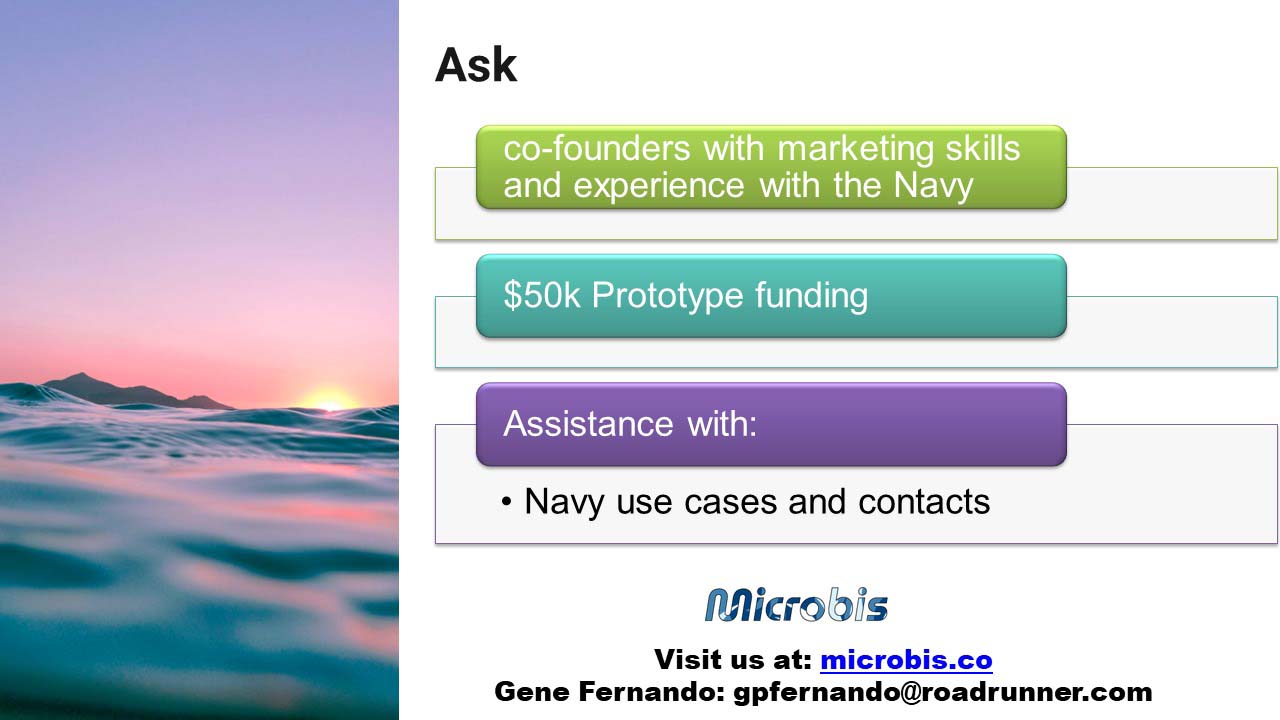 Ask
co-founders with marketing skills
and experience with the Navy
$50k Prototype funding
Assistance with:
• Navy use cases and contacts
Microbis
Visit us at: microbis.co
Gene Fernando: gpfernando@roadrunner.com